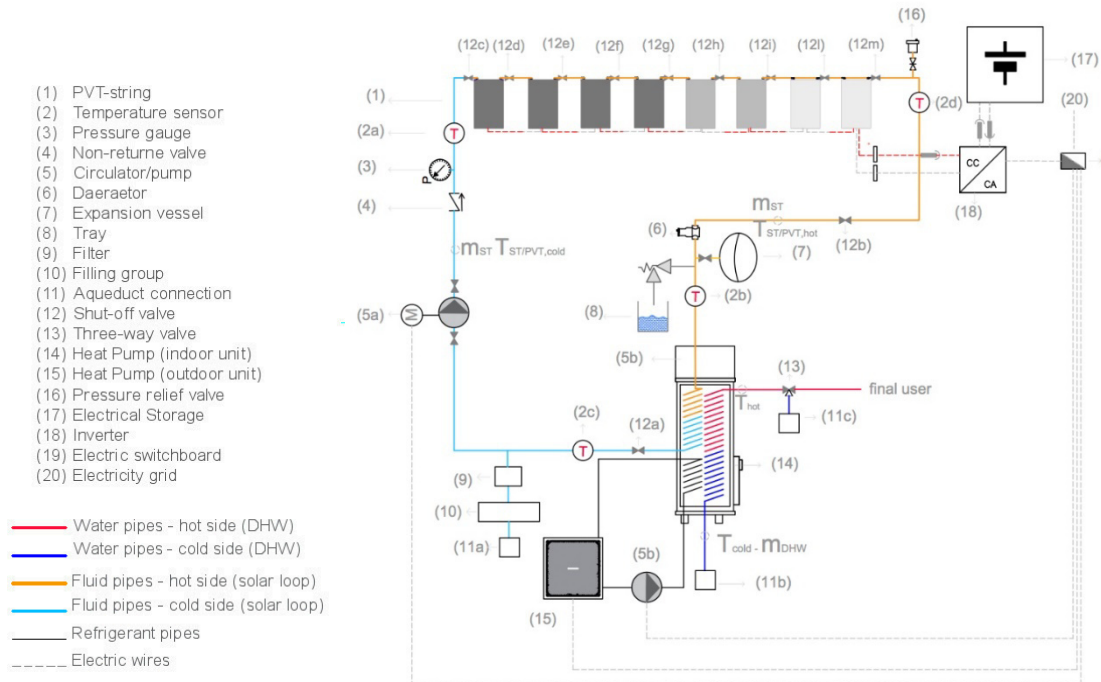 (1) PVT-string
(2) Temperature sensor
(3) Pressure gauge
(4) Non-returne valve
(5) Circulator/pump
(6) Daeraetor
(7) Expansion vessel
(8) Tray
(9) Filter
(10) Filling group
(11) Aqueduct connection
(12) Shut-off valve
(13) Three-way valve
(14) Heat Pump (indoor unit)
(15) Heat Pump (outdoor unit)
(16) Pressure relief valve
(17) Electrical Storage
(18) Inverter
(19) Electric switchboard
(20) Electricity grid
Water pipes - hot side (DHW)
Water pipes - cold side (DHW)
Fluid pipes - hot side (solar loop)
Fluid pipes - cold side (solar loop)
Refrigerant pipes
Electric wires
(16)
(12c) (12d) (12e) (12f) (12g) (12h) (12i) (12l) (12m)
(17)
(1)
(2d)
(20)
(2a)
T
T
(3)
P
CC
CA
(4)
(18)
mST
TST/PVT,hot
(6)
(12b)
mST TST/PVT,cold
(7)
T
(2b)
(8)
(5a)
M
(5b)
(13)
final user
Thot
(11c)
(2c)
(12a)
T
(14)
(9)
(10)
(11a)
Tcold - mDHW
(5b)
(11b)
(15)